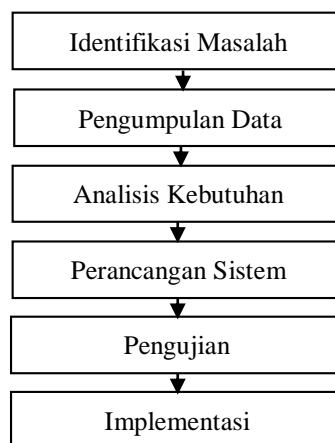 Identifikasi Masalah
Pengumpulan Data
Analisis Kebutuhan
Perancangan Sistem
Pengujian
Implementasi